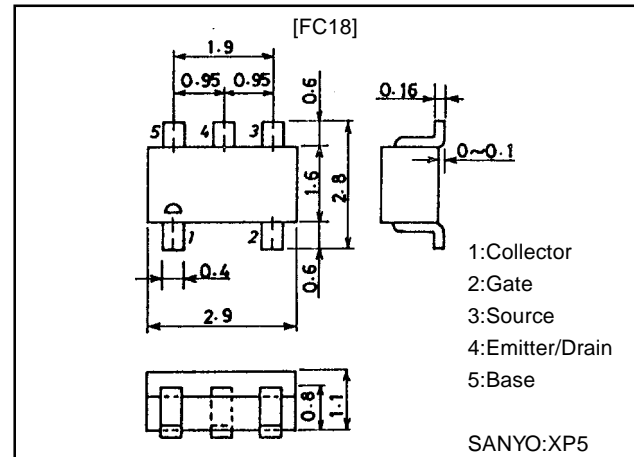 [FC18]
1.9
0.95 0.95
0.6
0.16
5 4 3
0~0.1
1.6
2.8
1 2
0.4
0.6
2.9
1:Collector
2:Gate
3:Source
4:Emitter/Drain
5:Base
0.8
1.1
SANYO:XP5